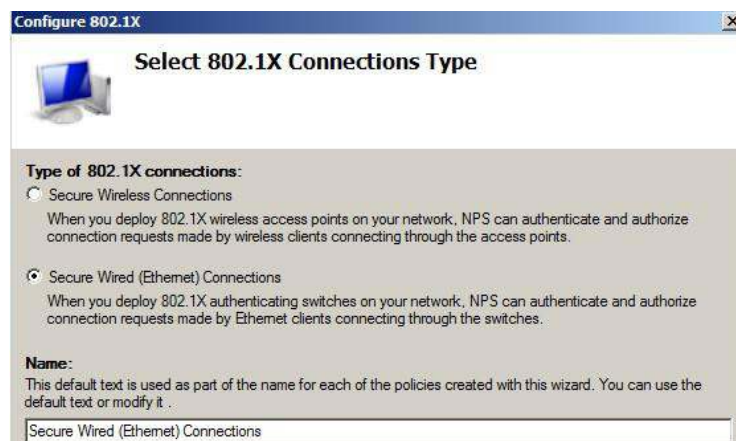 Configure 802.1X
Select 802.1X Connections Type
Type of 802.1X connections:
Secure Wireless Connections
When you deploy 802.1X wireless access points on your network, NPS can authenticate and authorize
connection requests made by wireless clients connecting through the access points.
Secure Wired (Ethernet) Connections
When you deploy 802.1X authenticating switches on your network, NPS can authenticate and authorize
connection requests made by Ethernet clients connecting through the switches.
Name:
This default text is used as part of the name for each of the policies created with this wizard. You can use the
default text or modify it .
Secure Wired (Ethernet) Connections